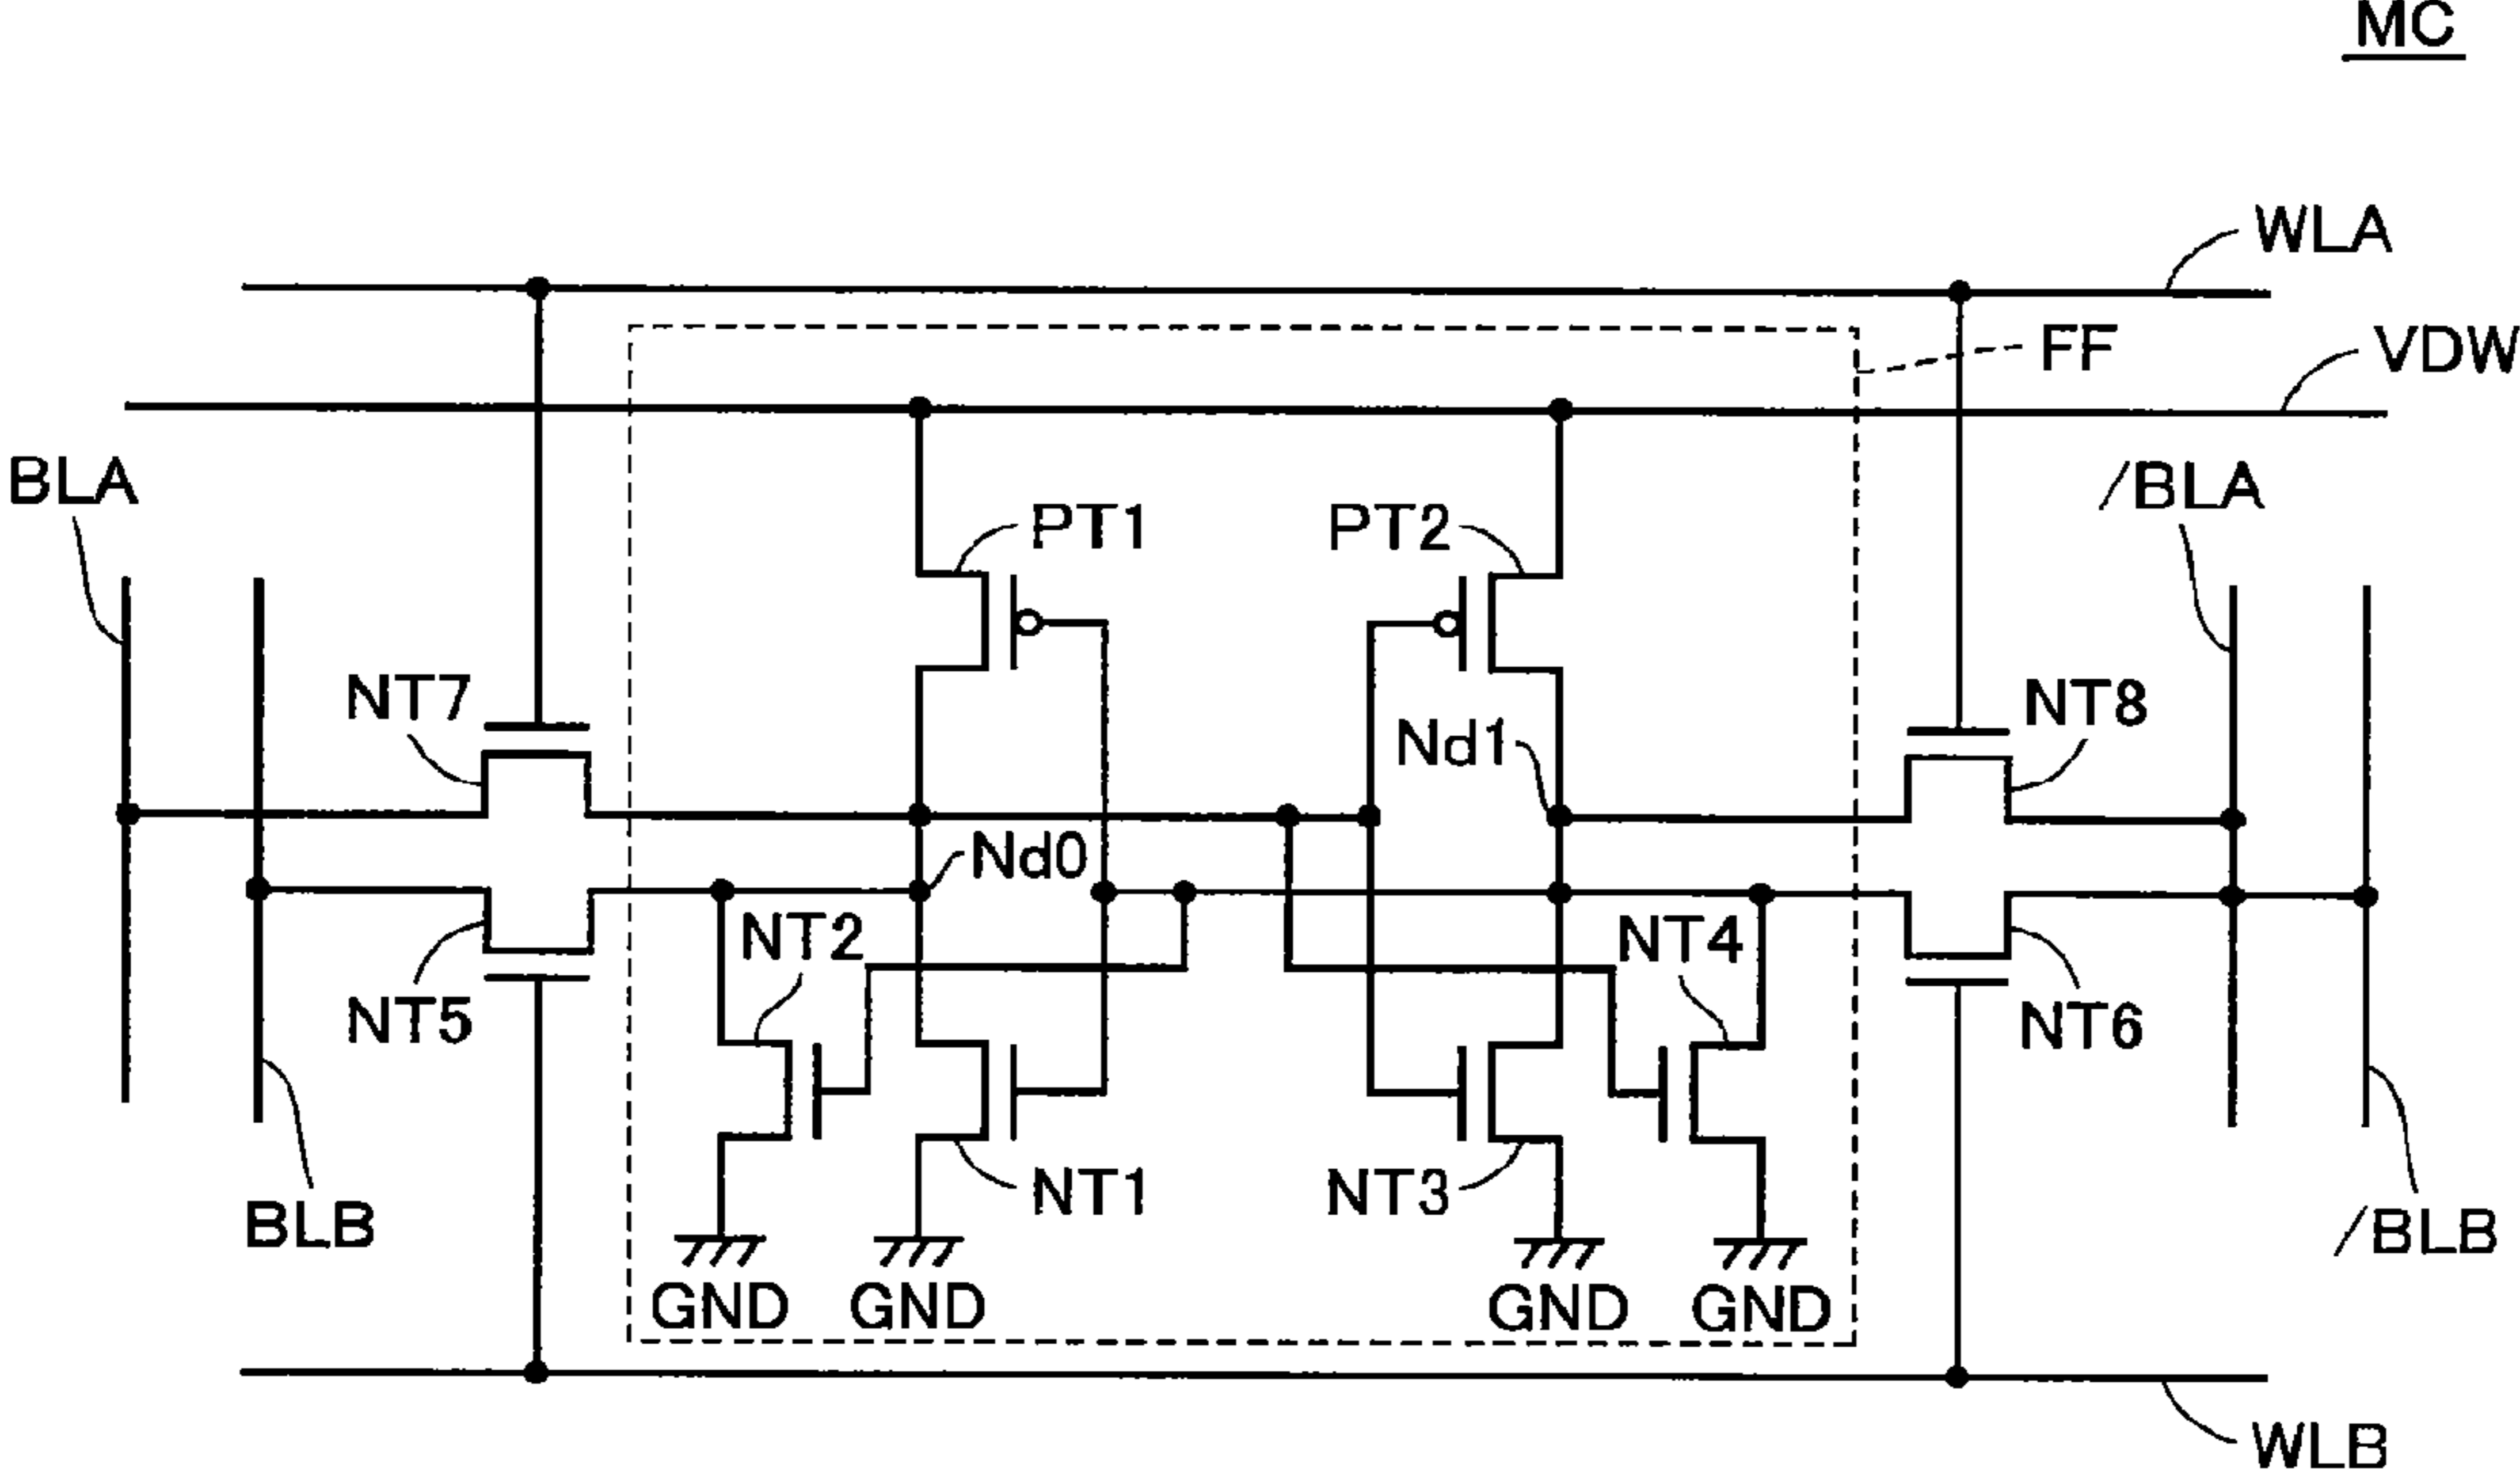 MC
WLA
FF
VDW
BLA
/BLA
PT1
PT2
NT7
NT8
Nd1
Nd0
NT2
NT4
NT5
NT6
NT1
NT3
BLB
/BLB
GND
GND
GND
GND
WLB